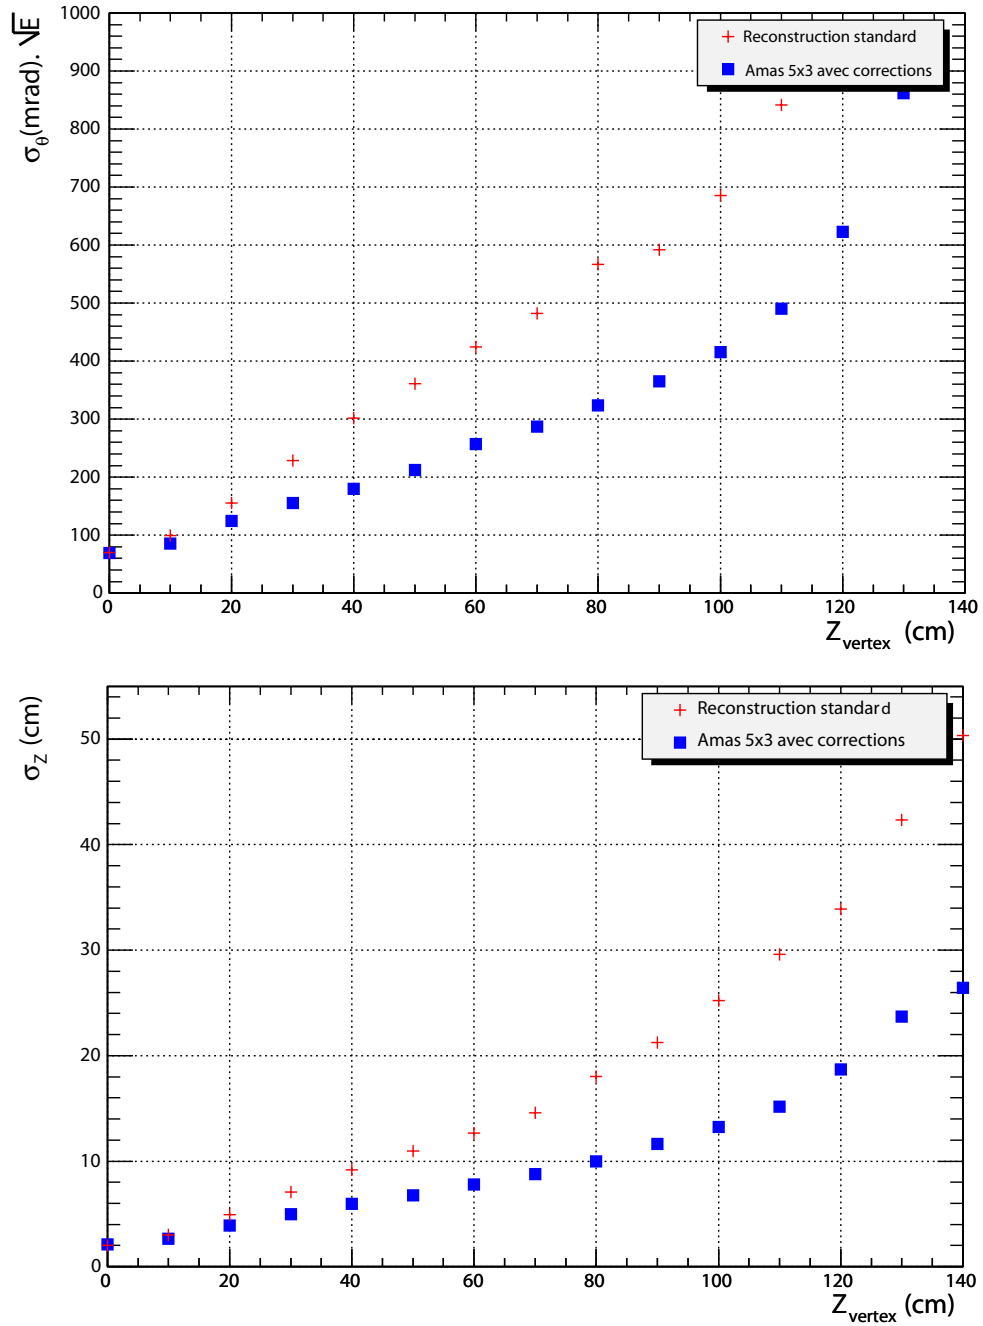 σθ(mrad). √E
1000
900
800
700
600
500
400
300
200
100
0
Reconstruction standard
Amas 5x3 avec corrections
0 20 40 60 80 100 120 140
Zvertex (cm)
σZ (cm)
50
40
30
20
10
0
Reconstruction standard
Amas 5x3 avec corrections
0 20 40 60 80 100 120 140
Zvertex (cm)